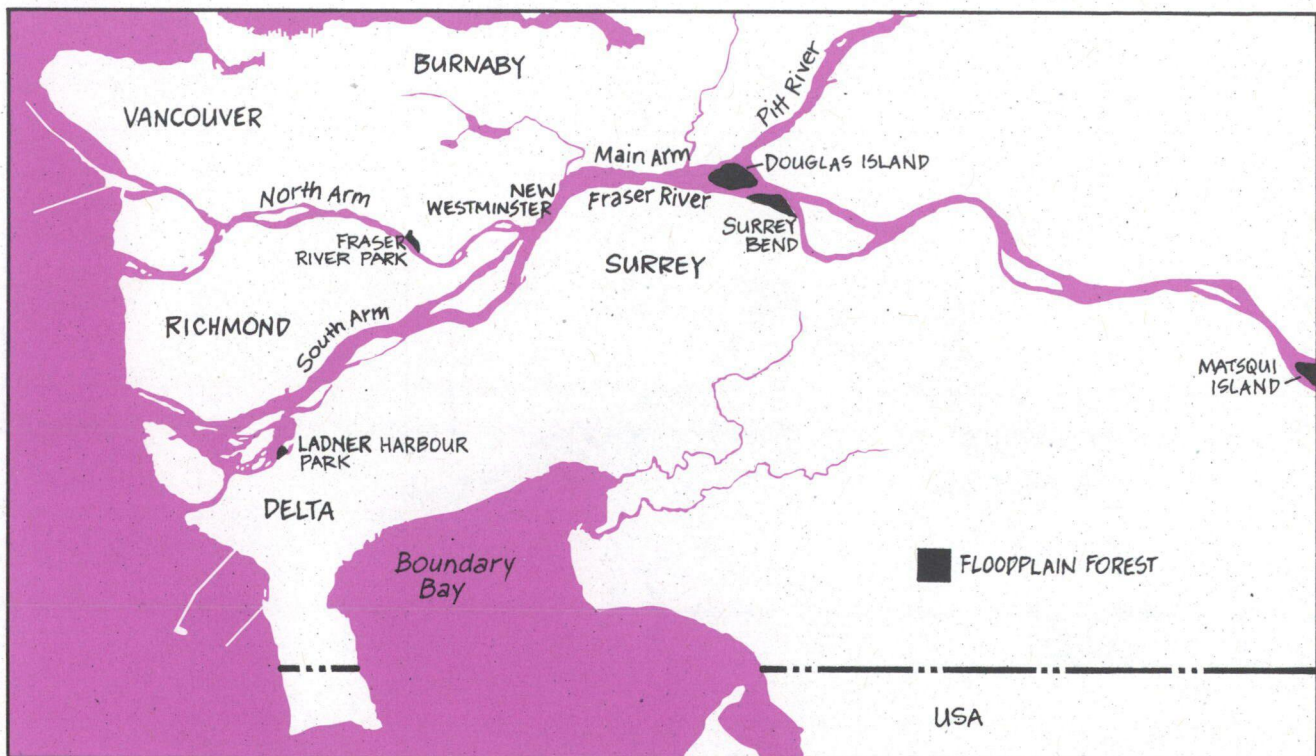 BURNABY
VANCOUVER
Pitt River
Main Arm
DOUGLAS ISLAND
North Arm
NEW
WESTMINSTER
Fraser River
FRASER
RIVER PARK
SURREY
BEND
SURREY
RICHMOND
South Arm
MATSQUI
ISLAND
LADNER HARBOUR
PARK
DELTA
Boundary
Bay
FLOODPLAIN FOREST
USA